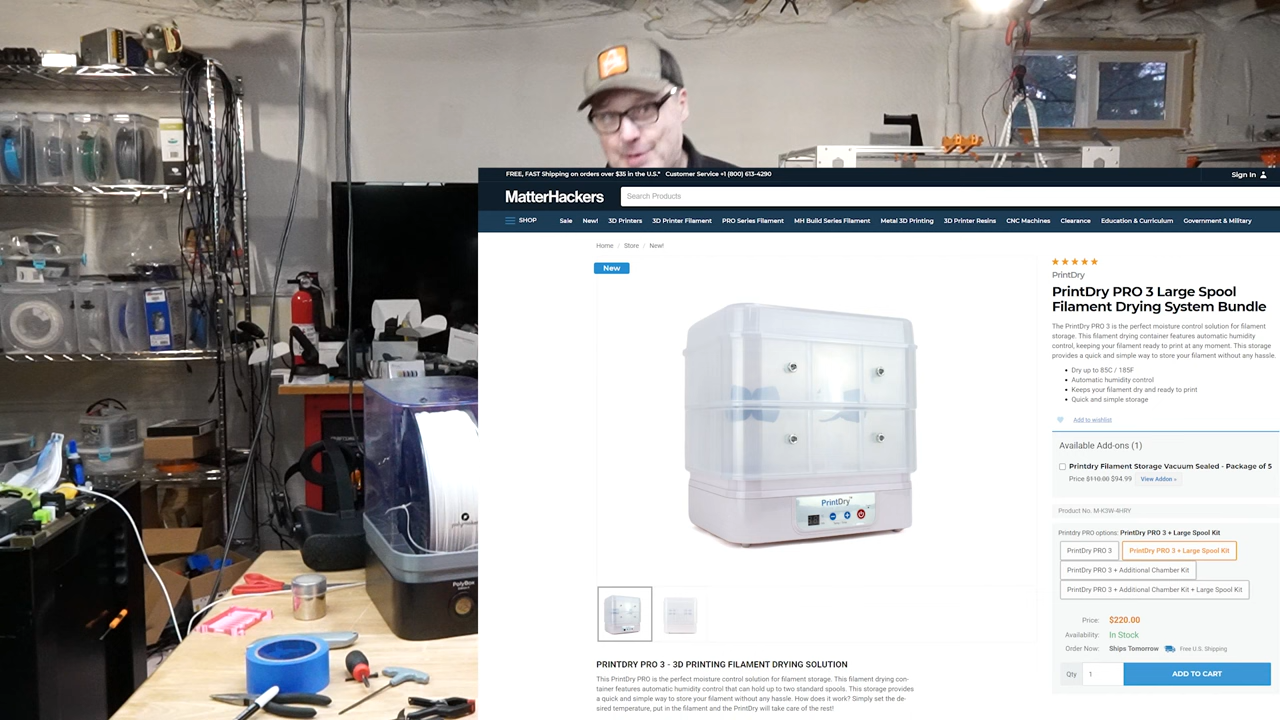 FREE, FAST Shipping on orders over $35 in the U.S.* Customer Service +1 (800) 613-4290
Sign In
MatterHackers
Search Products
SHOP
Sale
New!
3D Printers
3D Printer Filament
PRO Series Filament
MH Build Series Filament
Metal 3D Printing
3D Printer Resins
CNC Machines
Clearance
Education & Curriculum
Government & Military
Home / Store / New!
New
PrintDry
PrintDry PRO 3 Large Spool
Filament Drying System Bundle
The PrintDry PRO 3 is the perfect moisture control solution for filament
storage. This filament drying container features automatic humidity
control, keeping your filament ready to print at any moment. This storage
provides a quick and simple way to store your filament without any hassle.
• Dry up to 85C / 185F
• Automatic humidity control
• Keeps your filament dry and ready to print
• Quick and simple storage
Add to wishlist
Available Add-ons (1)
Printdry Filament Storage Vacuum Sealed - Package of 5
Price $110.00 $94.99 View Addon »
Product No. M-K3W-4HRY
Printdry PRO options: PrintDry PRO 3 + Large Spool Kit
PrintDry PRO 3
PrintDry PRO 3 + Large Spool Kit
PrintDry PRO 3 + Additional Chamber Kit
PrintDry PRO 3 + Additional Chamber Kit + Large Spool Kit
Price: $220.00
Availability: In Stock
Order Now: Ships Tomorrow Free U.S. Shipping
Qty 1 ADD TO CART
PrintDry™
PRINTDRY PRO 3 - 3D PRINTING FILAMENT DRYING SOLUTION
This PrintDry PRO is the perfect moisture control solution for filament storage. This filament drying con-
tainer features automatic humidity control that can hold up to two standard spools. This storage provides
a quick and simple way to store your filament without any hassle. How does it work? Simply set the de-
sired temperature, put in the filament and the PrintDry will take care of the rest!
PolyBox